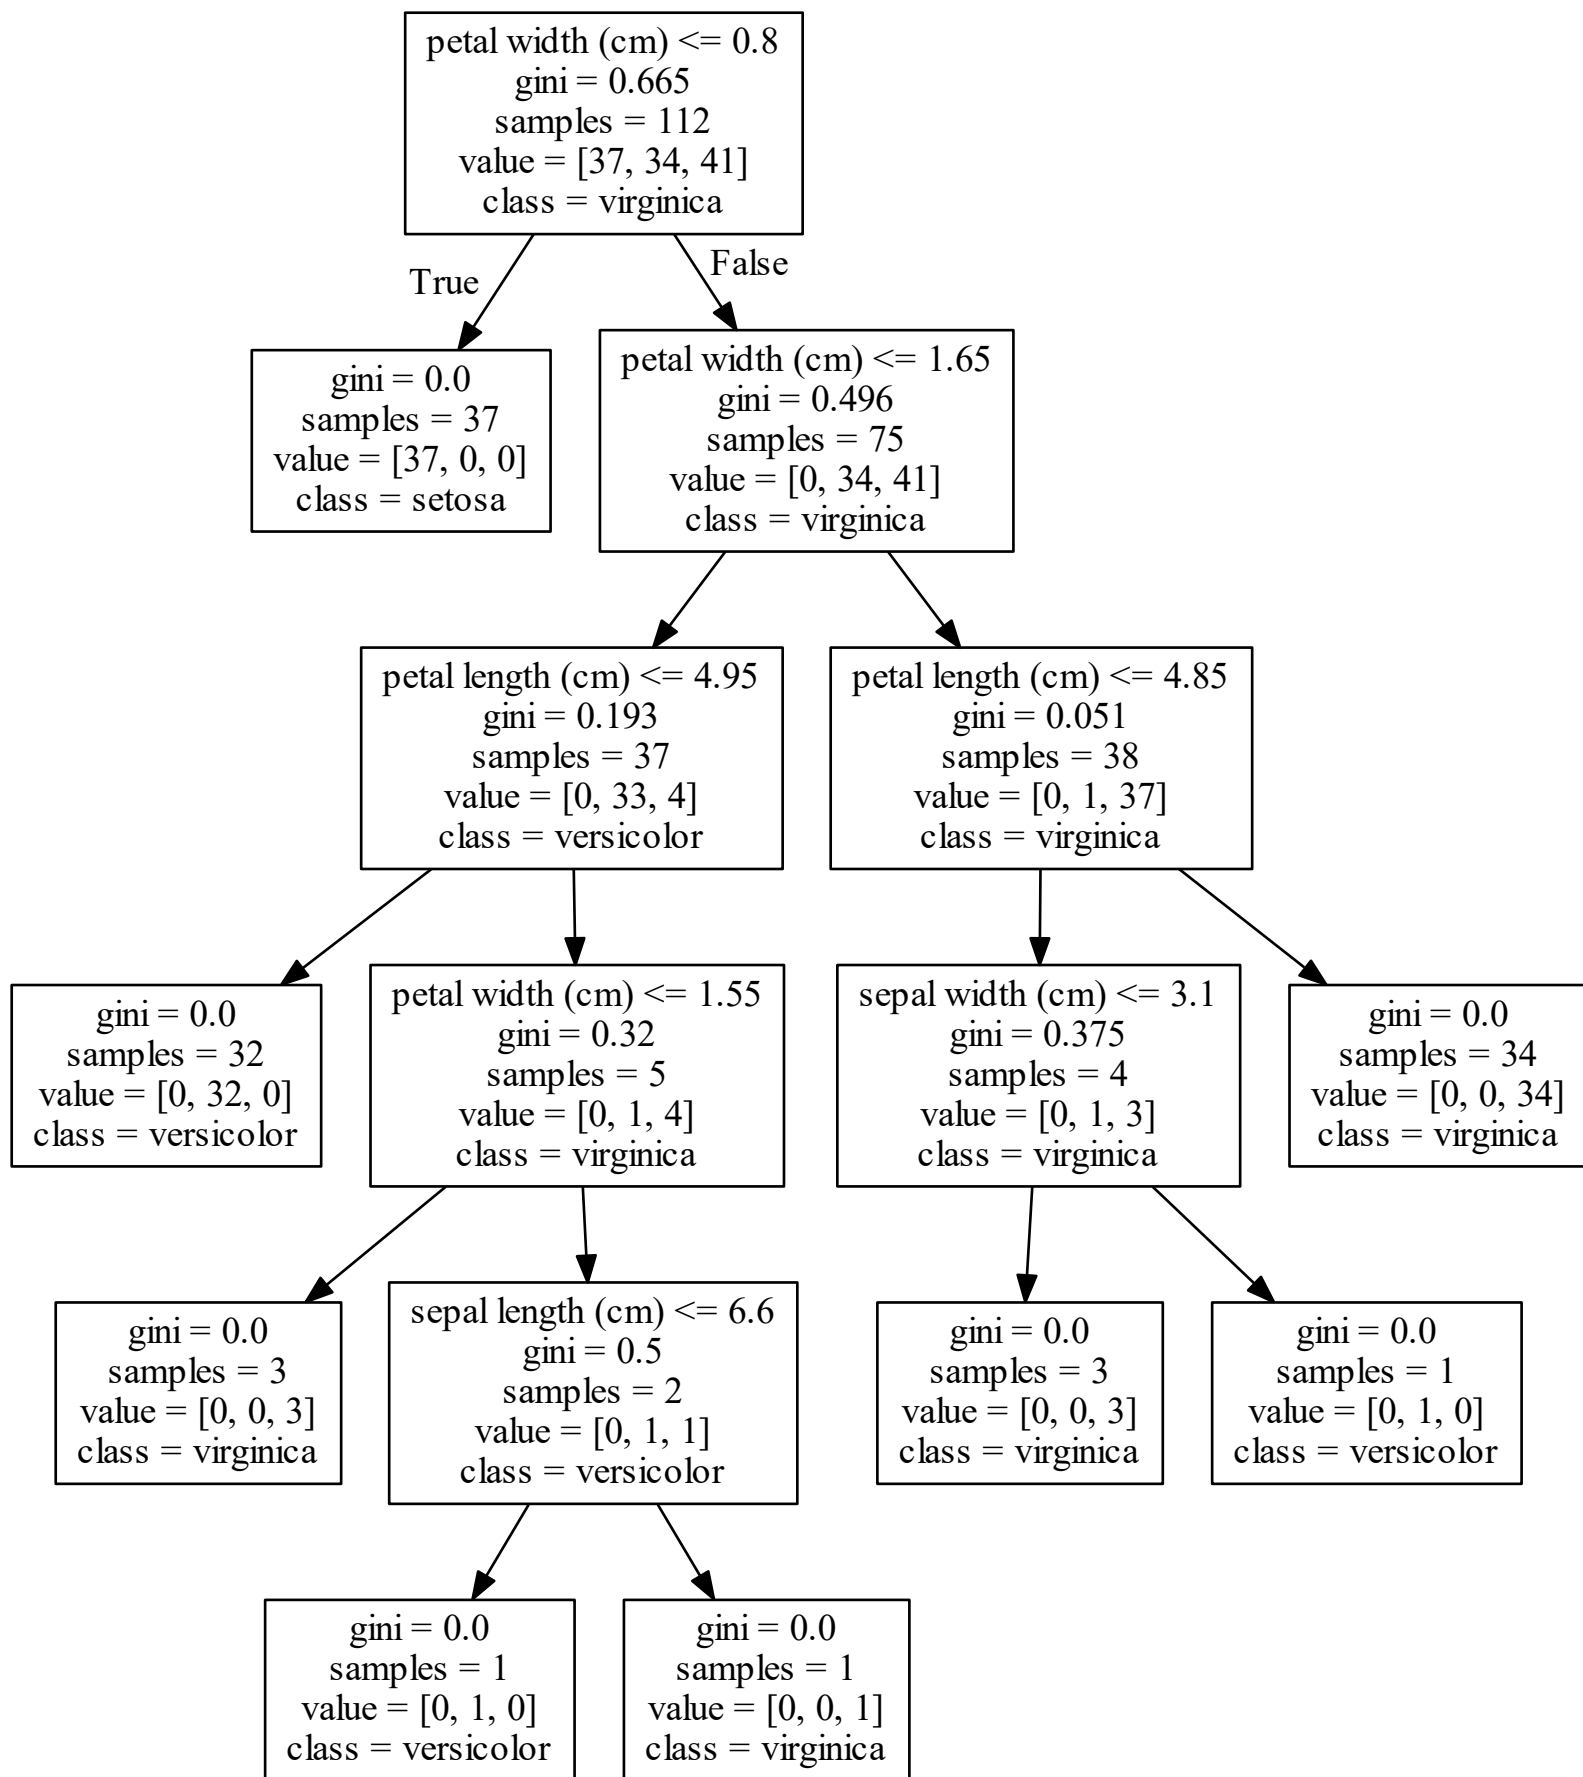 petal width (cm) <= 0.8
gini = 0.665
samples = 112
value = [37, 34, 41]
class = virginica
True
False
gini = 0.0
samples = 37
value = [37, 0, 0]
class = setosa
petal width (cm) <= 1.65
gini = 0.496
samples = 75
value = [0, 34, 41]
class = virginica
petal length (cm) <= 4.95
gini = 0.193
samples = 37
value = [0, 33, 4]
class = versicolor
petal length (cm) <= 4.85
gini = 0.051
samples = 38
value = [0, 1, 37]
class = virginica
gini = 0.0
samples = 32
value = [0, 32, 0]
class = versicolor
petal width (cm) <= 1.55
gini = 0.32
samples = 5
value = [0, 1, 4]
class = virginica
sepal width (cm) <= 3.1
gini = 0.375
samples = 4
value = [0, 1, 3]
class = virginica
gini = 0.0
samples = 34
value = [0, 0, 34]
class = virginica
gini = 0.0
samples = 3
value = [0, 0, 3]
class = virginica
sepal length (cm) <= 6.6
gini = 0.5
samples = 2
value = [0, 1, 1]
class = versicolor
gini = 0.0
samples = 3
value = [0, 0, 3]
class = virginica
gini = 0.0
samples = 1
value = [0, 1, 0]
class = versicolor
gini = 0.0
samples = 1
value = [0, 1, 0]
class = versicolor
gini = 0.0
samples = 1
value = [0, 0, 1]
class = virginica